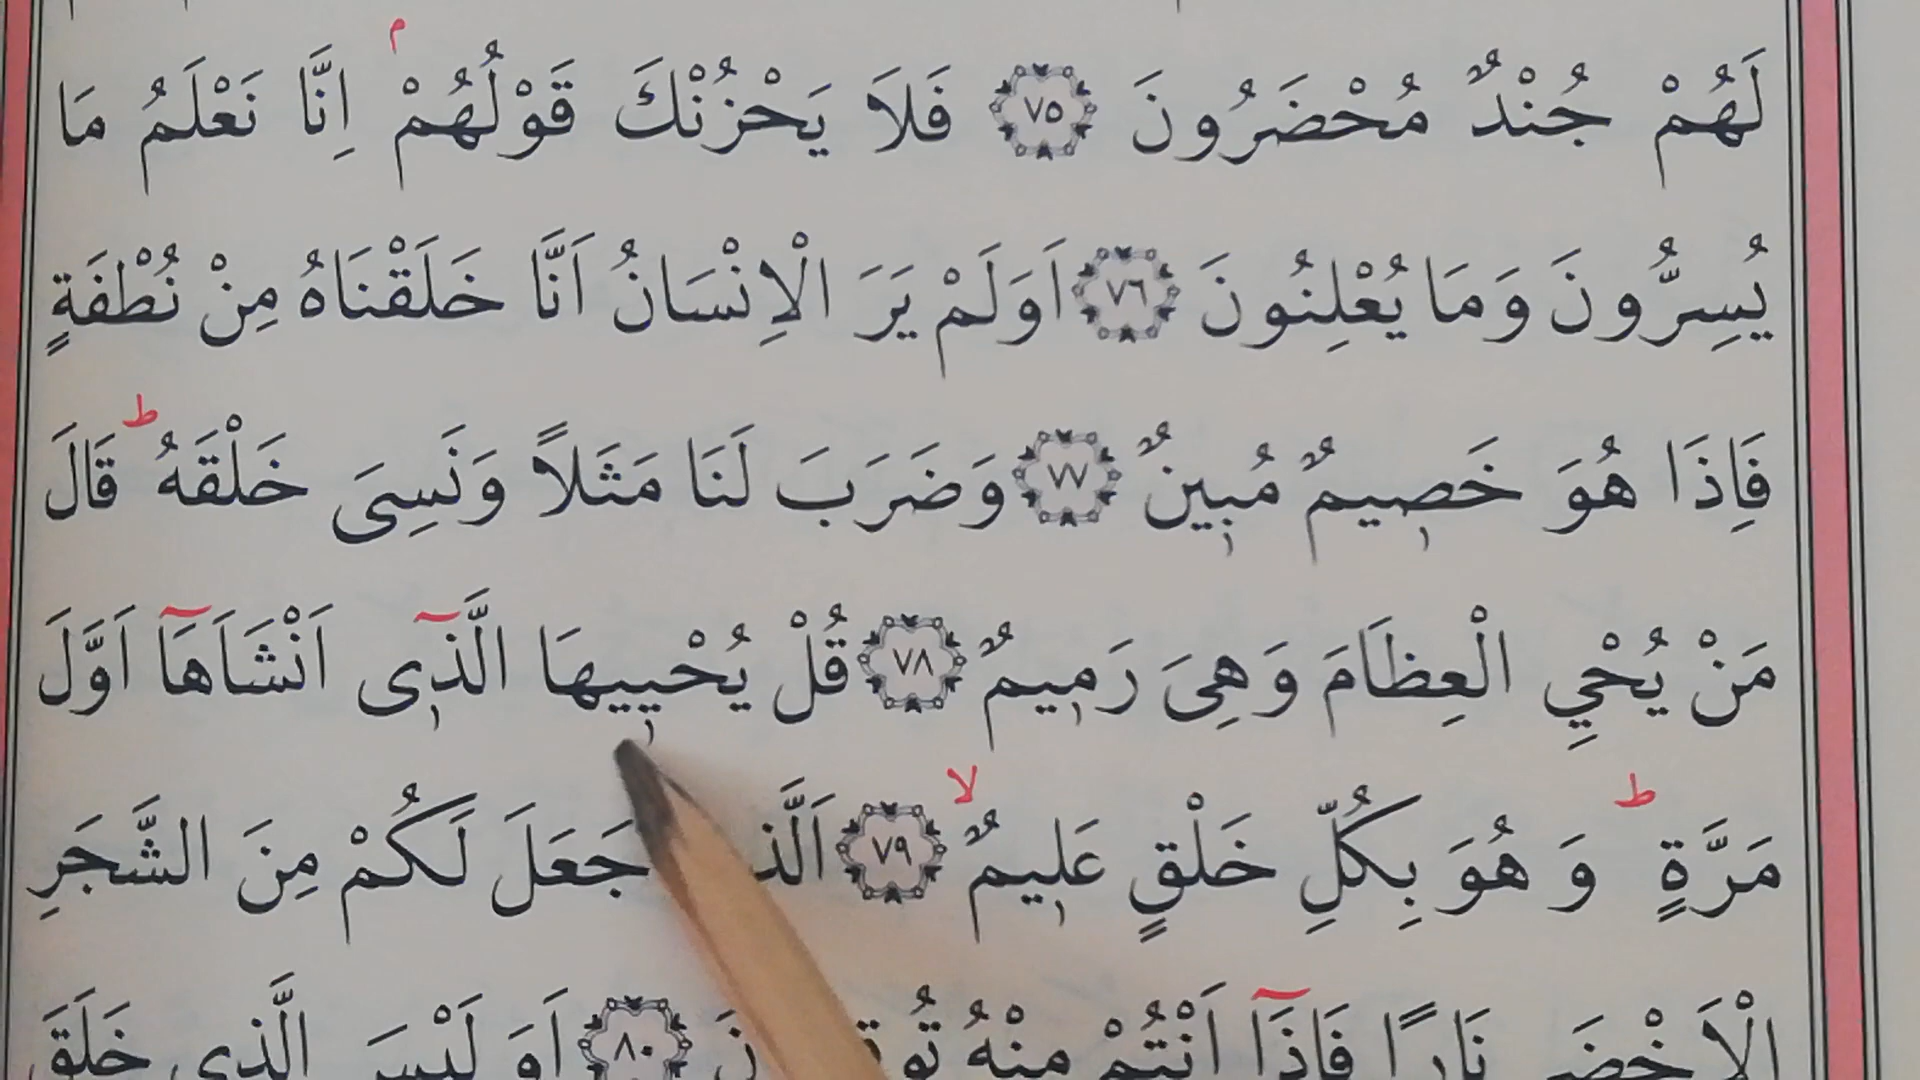 لَهُمْ جُنْدٌ مُحْضَرُونَ ﴿٧٥﴾ فَلَا يَحْزُنْكَ قَوْلُهُمْ ۢ اِنَّا نَعْلَمُ مَا
يُسِرُّونَ وَمَا يُعْلِنُونَ ﴿٧٦﴾ اَوَلَمْ يَرَ الْاِنْسَانُ اَنَّا خَلَقْنَاهُ مِنْ نُطْفَةٍ
فَاِذَا هُوَ خَصِيمٌ مُبِينٌ ﴿٧٧﴾ وَضَرَبَ لَنَا مَثَلًا وَنَسِىَ خَلْقَهُ ط قَالَ
مَنْ يُحْيِ الْعِظَامَ وَهِىَ رَمِيمٌ ﴿٧٨﴾ قُلْ يُحْيِيهَا الَّذ۪ٓى اَنْشَاَهَٓا اَوَّلَ
مَرَّةٍ ط وَهُوَ بِكُلِّ خَلْقٍ عَلِيمٌ لا ﴿٧٩﴾ جَعَلَ لَكُمْ مِنَ الشَّجَرِ
الْاَخْضَرِ نَارًا فَاِذَٓا اَنْتُمْ مِنْهُ ﴿٨٠﴾ اَوَلَيْسَ الَّذِى خَلَقَ